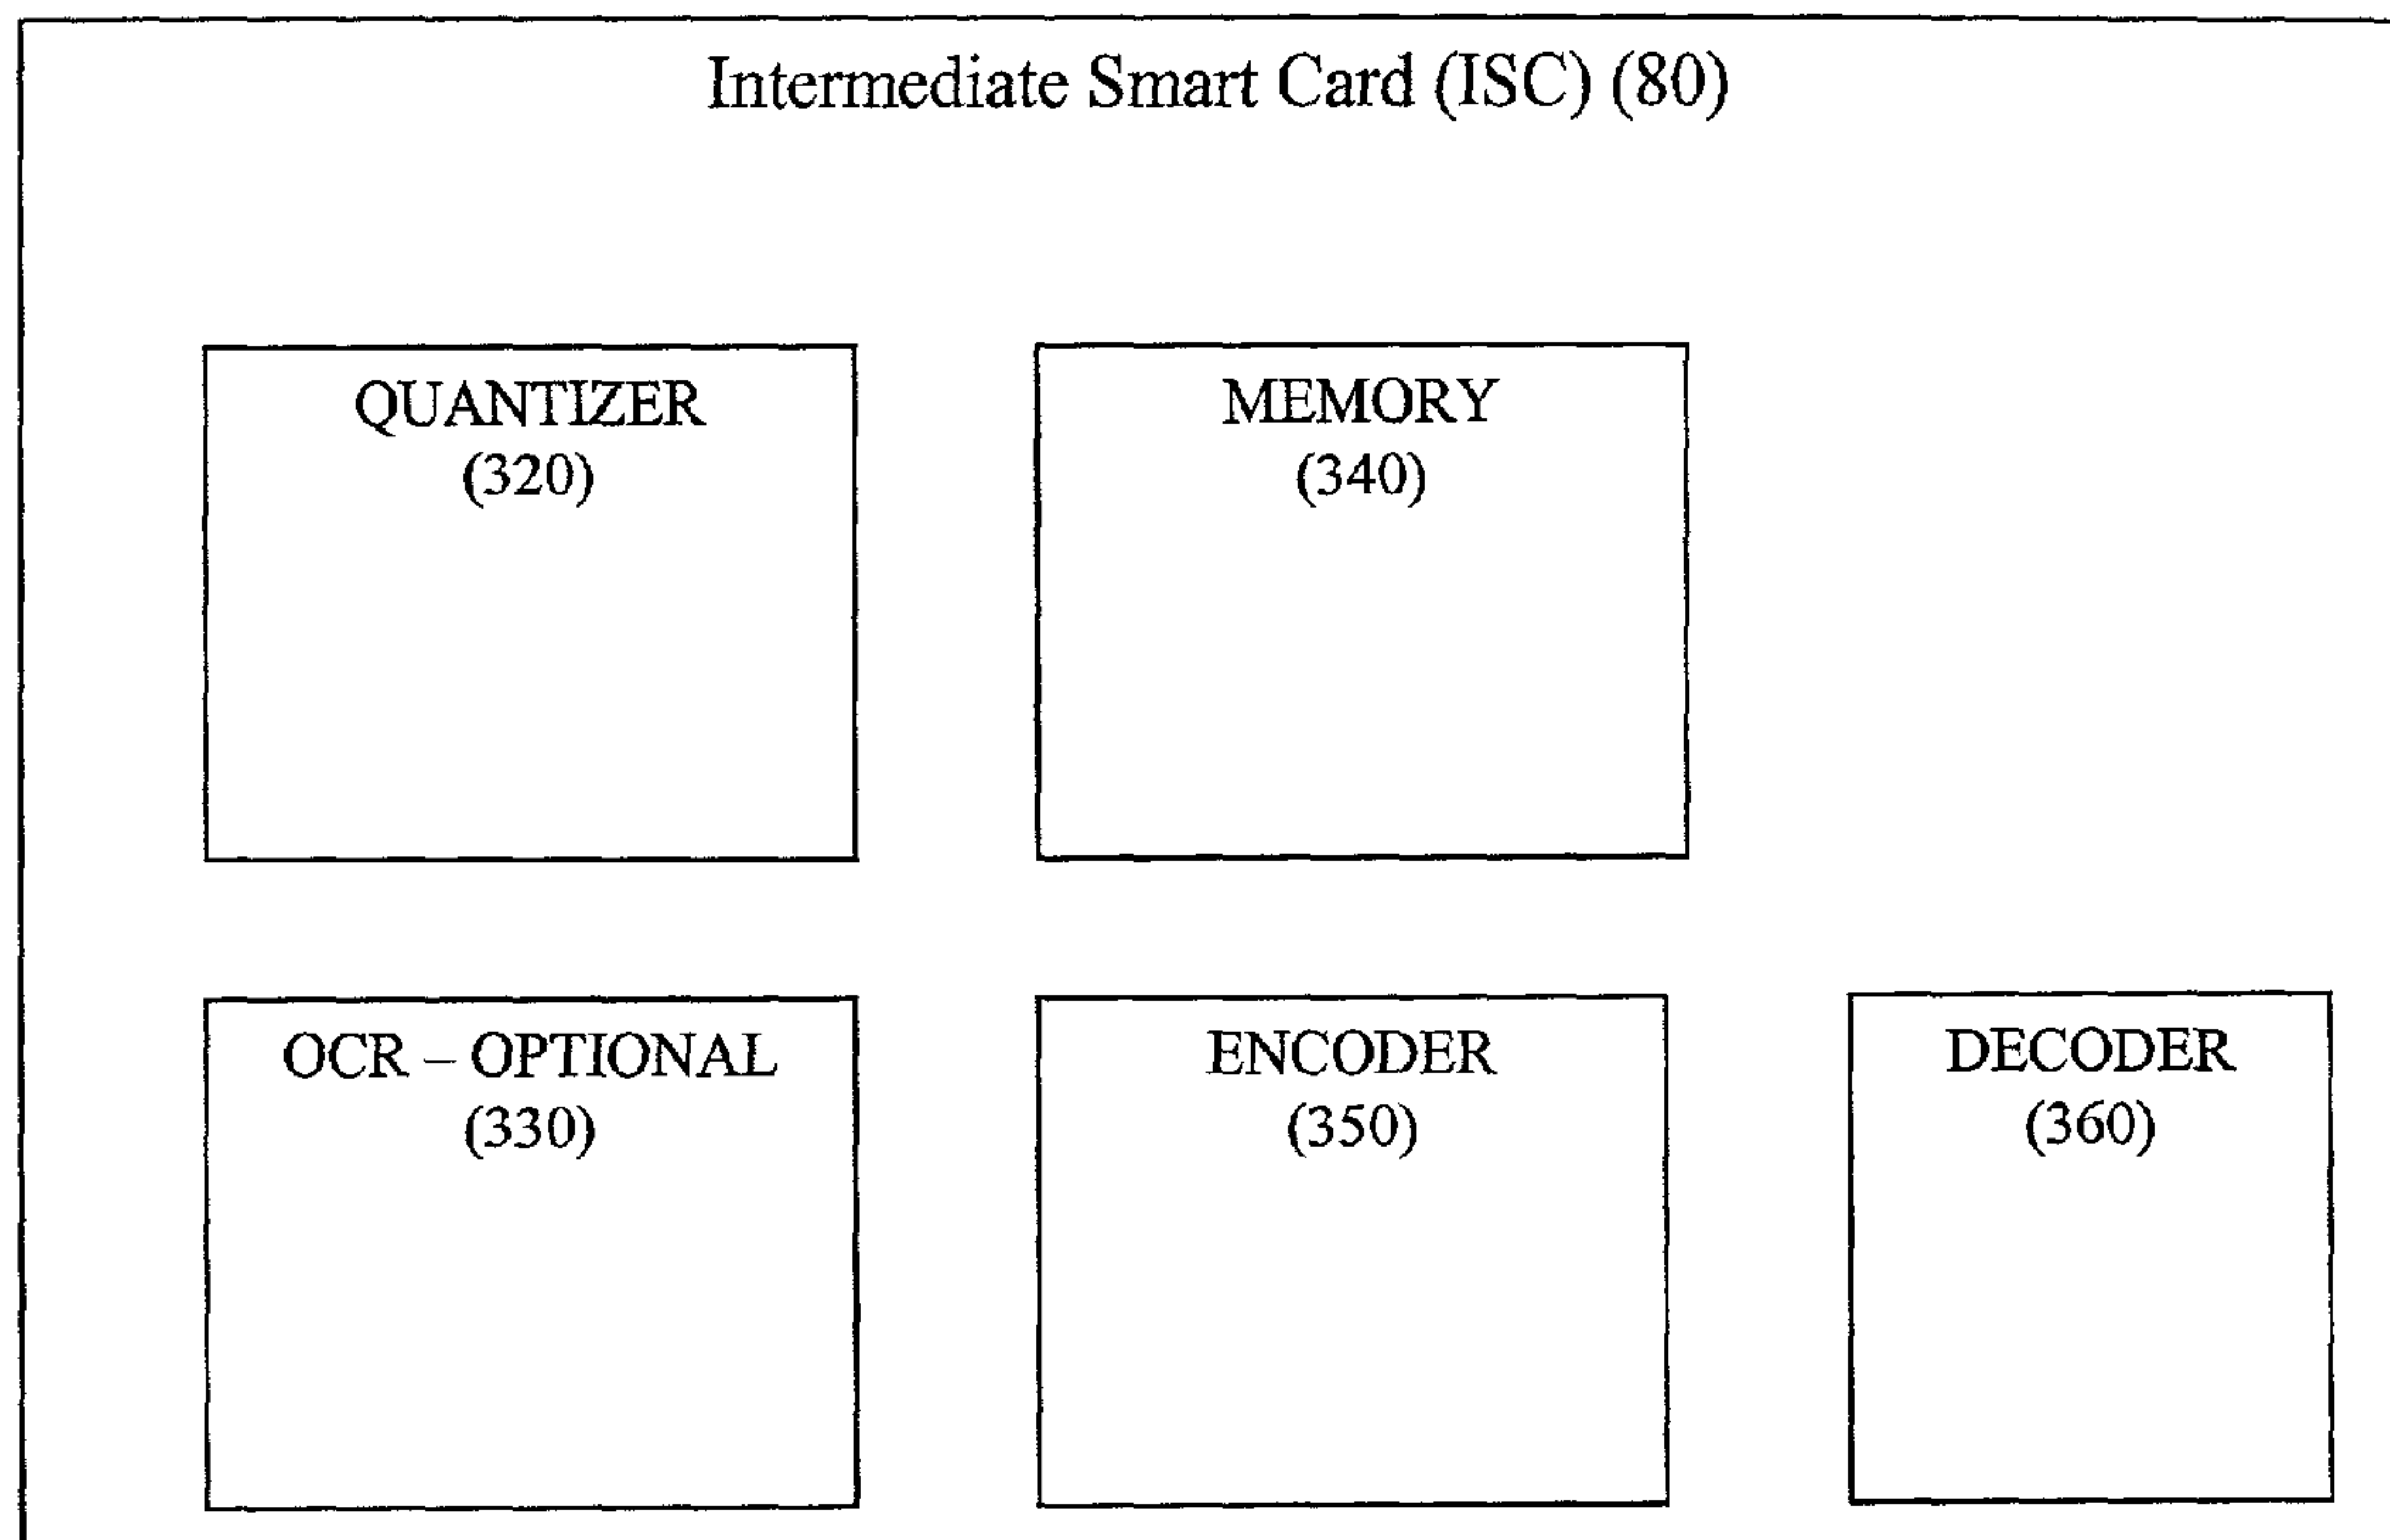 Intermediate Smart Card (ISC) (80)
QUANTIZER
(320)
MEMORY
(340)
OCR – OPTIONAL
(330)
ENCODER
(350)
DECODER
(360)